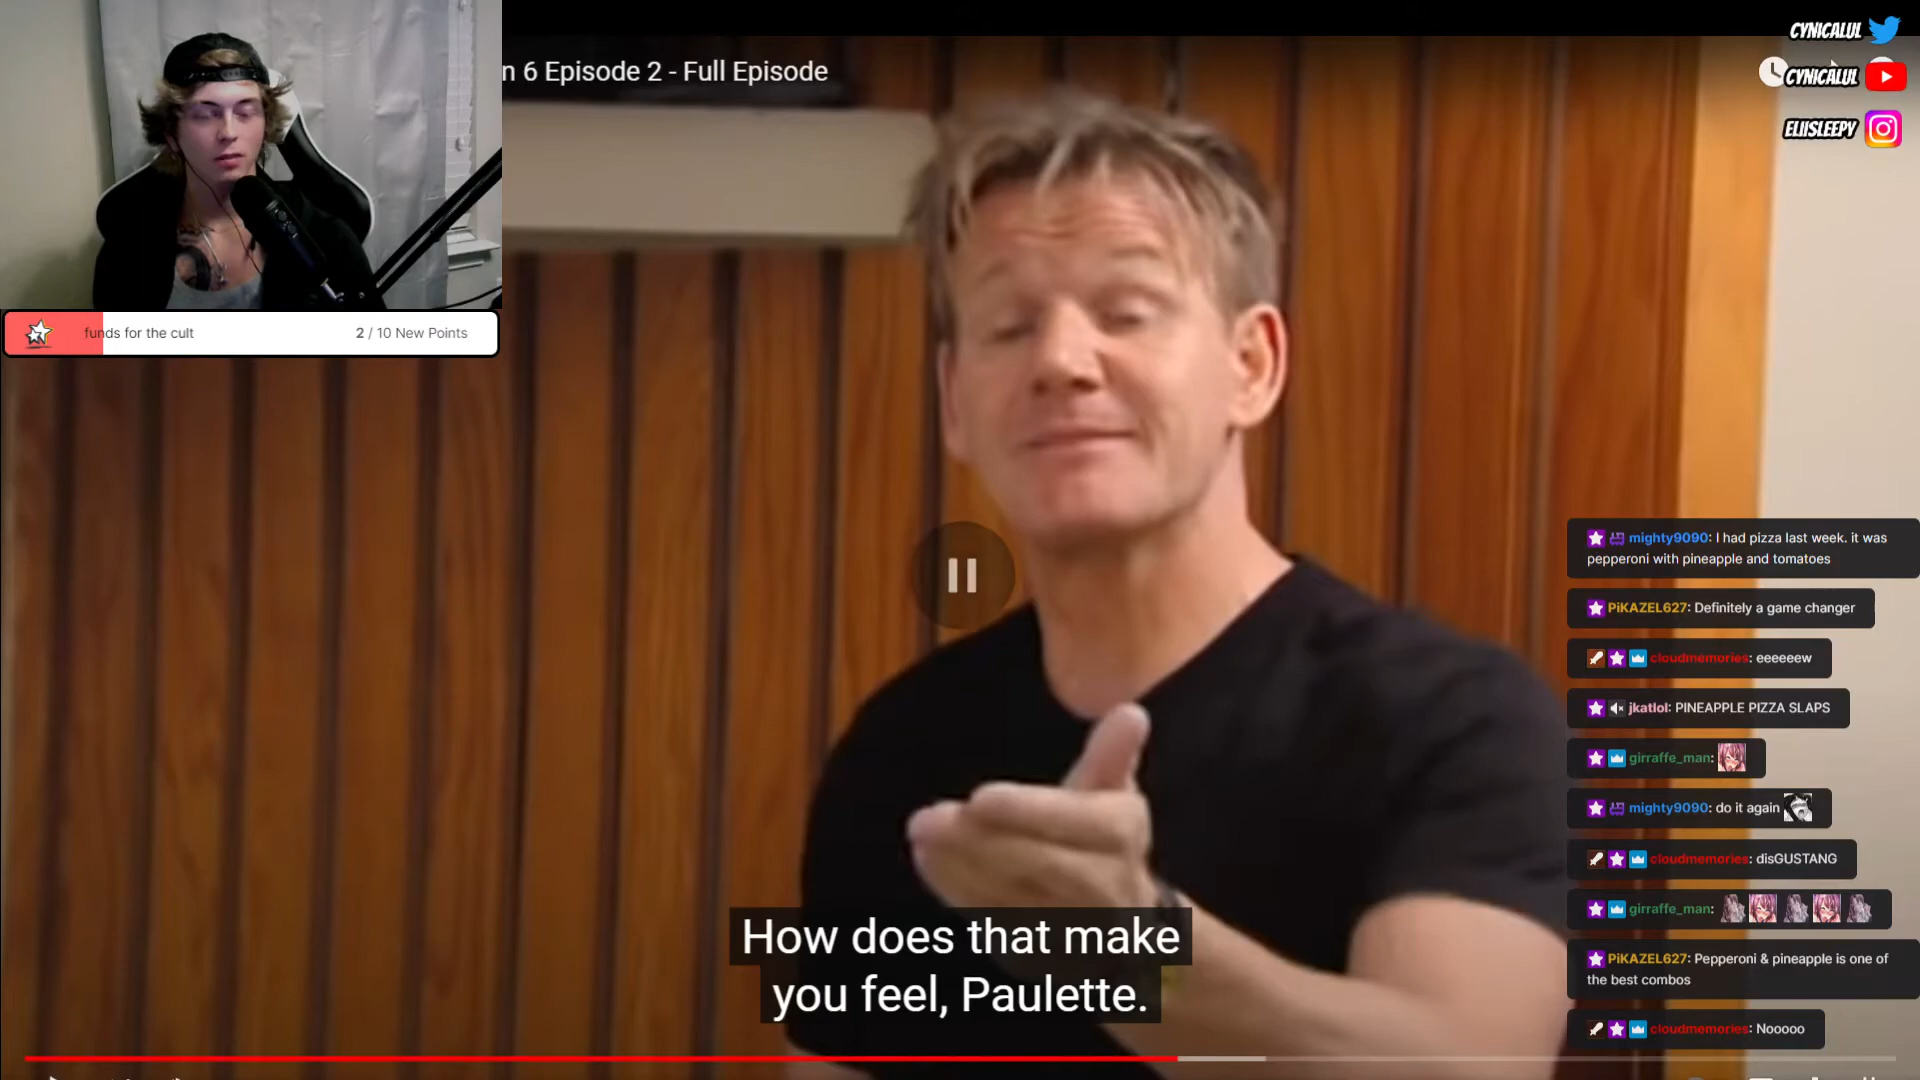 n 6 Episode 2 - Full Episode
CYNICALUL
CYNICALUL
ELIISLEEPY
funds for the cult 2 / 10 New Points
mighty9090: I had pizza last week. it was
pepperoni with pineapple and tomatoes
PiKAZEL627: Definitely a game changer
cloudmemories: eeeeeew
jkatlol: PINEAPPLE PIZZA SLAPS
girraffe_man:
mighty9090: do it again
cloudmemories: disGUSTANG
girraffe_man:
PiKAZEL627: Pepperoni & pineapple is one of
the best combos
cloudmemories: Nooooo
How does that make
you feel, Paulette.